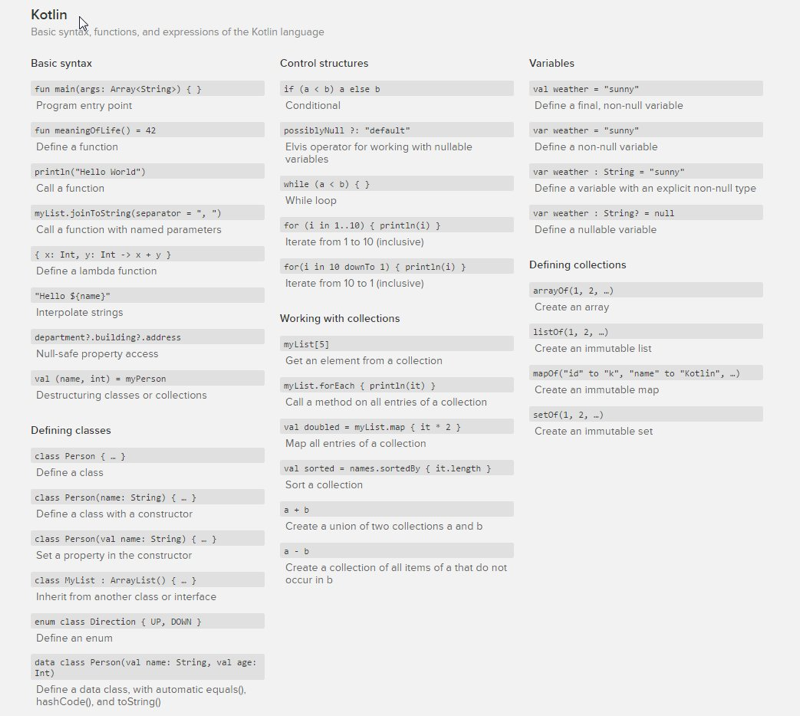 Kotlin
Basic syntax, functions, and expressions of the Kotlin language
Basic syntax
fun main(args: Array<String>) { }
Program entry point
fun meaningOfLife() = 42
Define a function
println("Hello World")
Call a function
myList.joinToString(separator = ", ")
Call a function with named parameters
{ x: Int, y: Int -> x + y }
Define a lambda function
"Hello ${name}"
Interpolate strings
department?.building?.address
Null-safe property access
val (name, int) = myPerson
Destructuring classes or collections
Defining classes
class Person { … }
Define a class
class Person(name: String) { … }
Define a class with a constructor
class Person(val name: String) { … }
Set a property in the constructor
class MyList : ArrayList() { … }
Inherit from another class or interface
enum class Direction { UP, DOWN }
Define an enum
data class Person(val name: String, val age:
Int)
Define a data class, with automatic equals(),
hashCode(), and toString()
Control structures
if (a < b) a else b
Conditional
possiblyNull ?: "default"
Elvis operator for working with nullable
variables
while (a < b) { }
While loop
for (i in 1..10) { println(i) }
Iterate from 1 to 10 (inclusive)
for(i in 10 downTo 1) { println(i) }
Iterate from 10 to 1 (inclusive)
Working with collections
myList[5]
Get an element from a collection
myList.forEach { println(it) }
Call a method on all entries of a collection
val doubled = myList.map { it * 2 }
Map all entries of a collection
val sorted = names.sortedBy { it.length }
Sort a collection
a + b
Create a union of two collections a and b
a - b
Create a collection of all items of a that do not
occur in b
Variables
val weather = "sunny"
Define a final, non-null variable
var weather = "sunny"
Define a non-null variable
var weather : String = "sunny"
Define a variable with an explicit non-null type
var weather : String? = null
Define a nullable variable
Defining collections
arrayOf(1, 2, …)
Create an array
listOf(1, 2, …)
Create an immutable list
mapOf("id" to "k", "name" to "Kotlin", …)
Create an immutable map
setOf(1, 2, …)
Create an immutable set